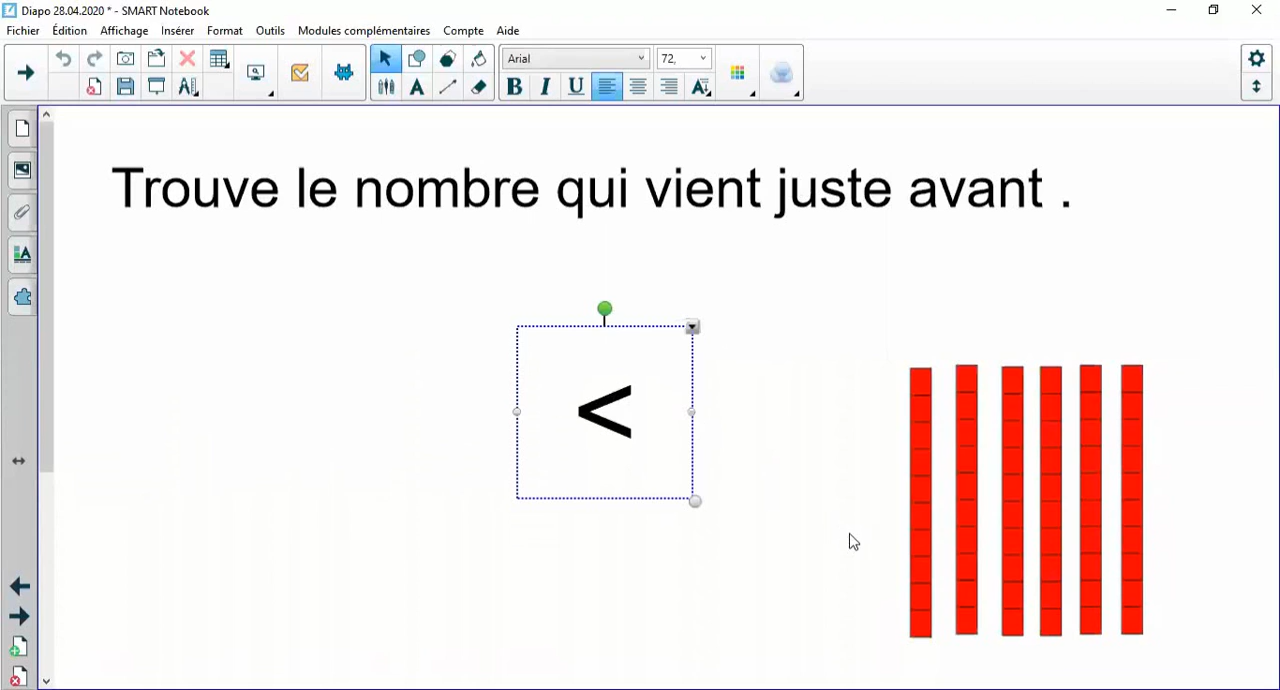 Diapo 28.04.2020 * - SMART Notebook
Fichier Édition Affichage Insérer Format Outils Modules complémentaires Compte Aide
Arial 72,
B I U A
A
Trouve le nombre qui vient juste avant .
<